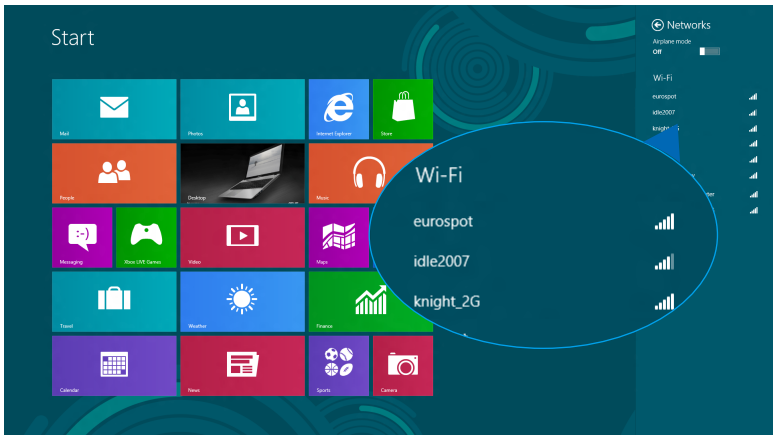 Start
Networks
Airplane mode
Off
Wi-Fi
eurospot
idle2007
Mail
Photos
Internet Explorer
Store
People
Desktop
Music
Messaging
Xbox LIVE Games
Video
Maps
Travel
Weather
Finance
Calendar
News
Sports
Camera
Wi-Fi
eurospot
idle2007
knight_2G